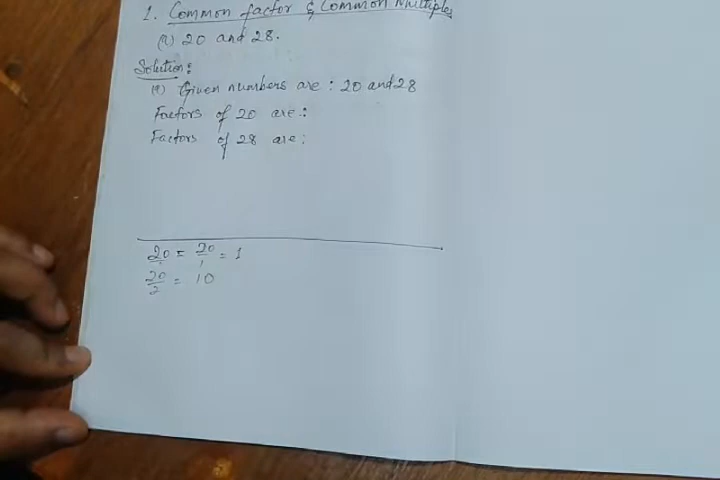 1. Common factor & Common Multiples
(a) 20 and 28.
Solution:
(a) Given numbers are : 20 and 28
Factors of 20 are :
Factors of 28 are :
20/1 = 20/1 = 1
20/2 = 10